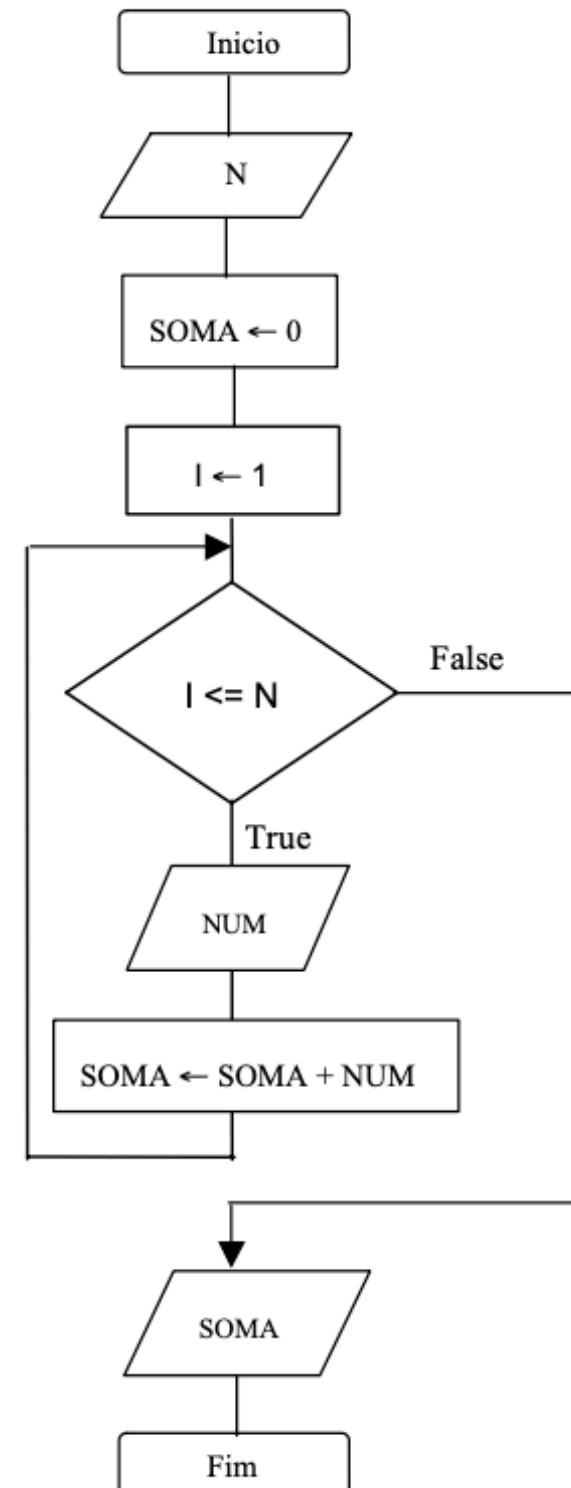 Inicio
N
SOMA ← 0
I ← 1
I <= N
False
True
NUM
SOMA ← SOMA + NUM
SOMA
Fim